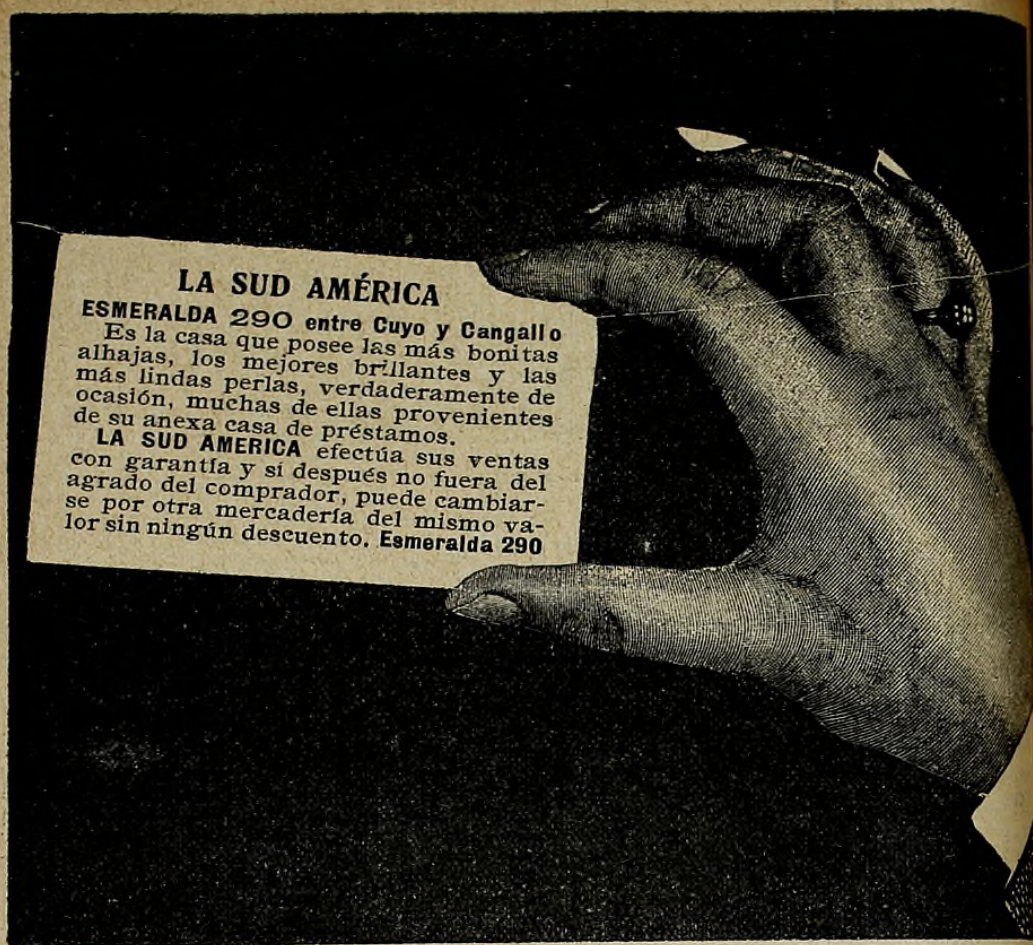 LA SUD AMÉRICA
ESMERALDA 290 entre Cuyo y Cangallo
Es la casa que posee las más bonitas
alhajas, los mejores brillantes y las
más lindas perlas, verdaderamente de
ocasión, muchas de ellas provenientes
de su anexa casa de préstamos.
LA SUD AMERICA efectúa sus ventas
con garantía y si después no fuera del
agrado del comprador, puede cambiar-
se por otra mercadería del mismo va-
lor sin ningún descuento. Esmeralda 290